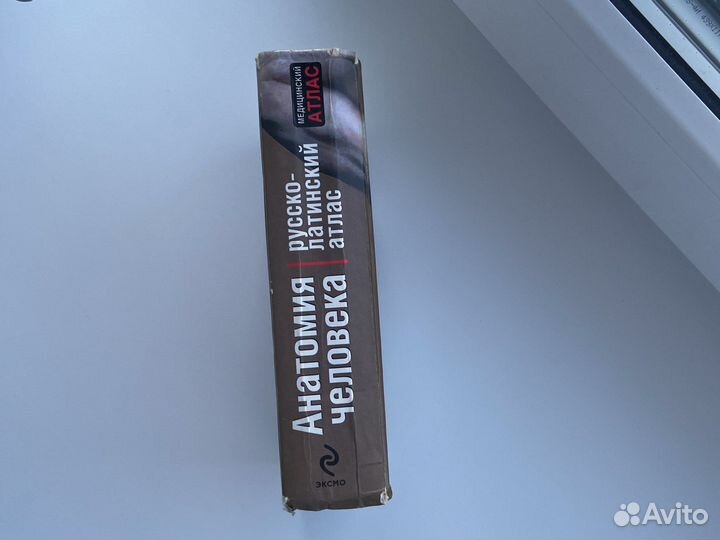 Анатомия
человека
русско-
латинский
атлас
МЕДИЦИНСКИЙ
АТЛАС
ЭКСМО
Avito